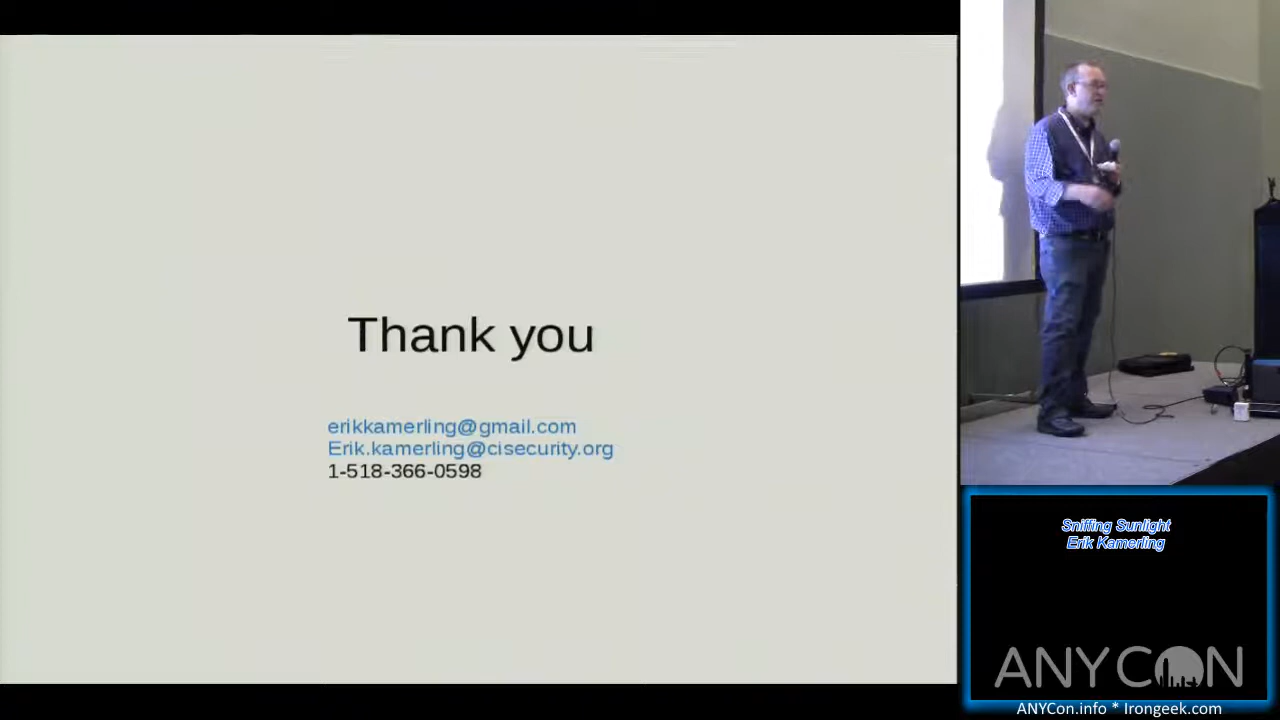 Thank you
erikkamerling@gmail.com
Erik.kamerling@cisecurity.org
1-518-366-0598
Sniffing Sunlight
Erik Kamerling
ANYCON
ANYCon.info * Irongeek.com